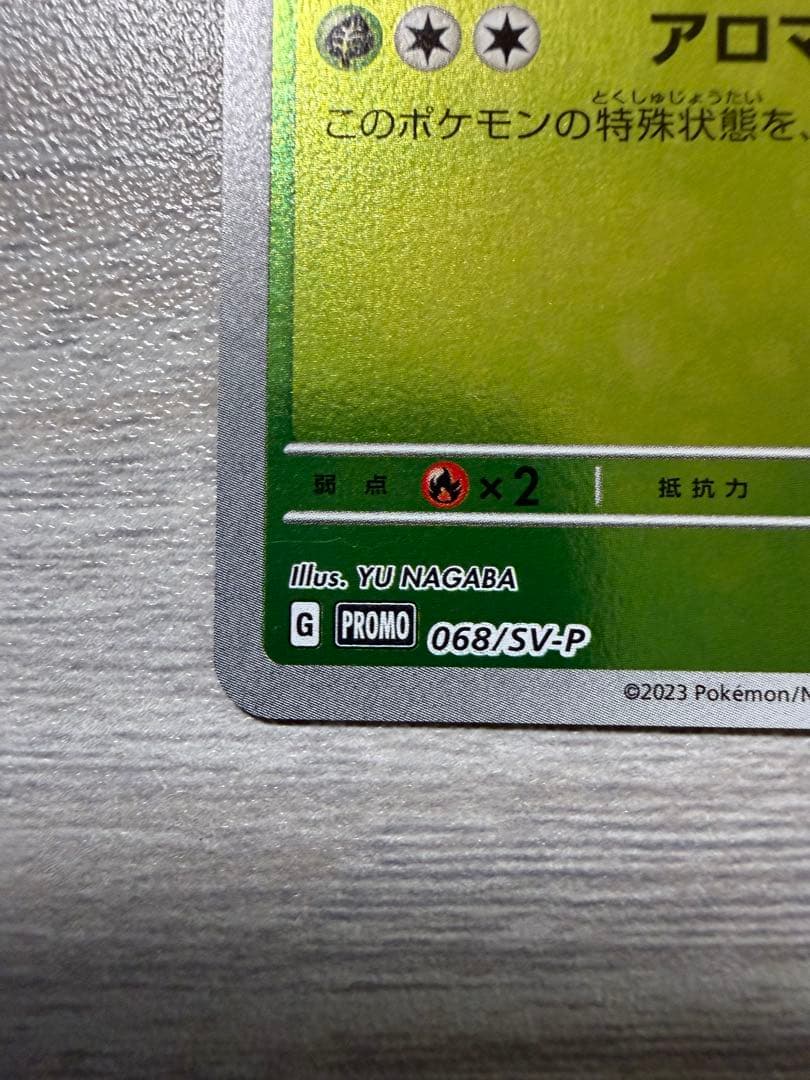 アロマ
とくしゅじょうたい
このポケモンの特殊状態を、
弱点 ×2 抵抗力
Illus. YU NAGABA
G PROMO 068/SV-P
©2023 Pokémon/N